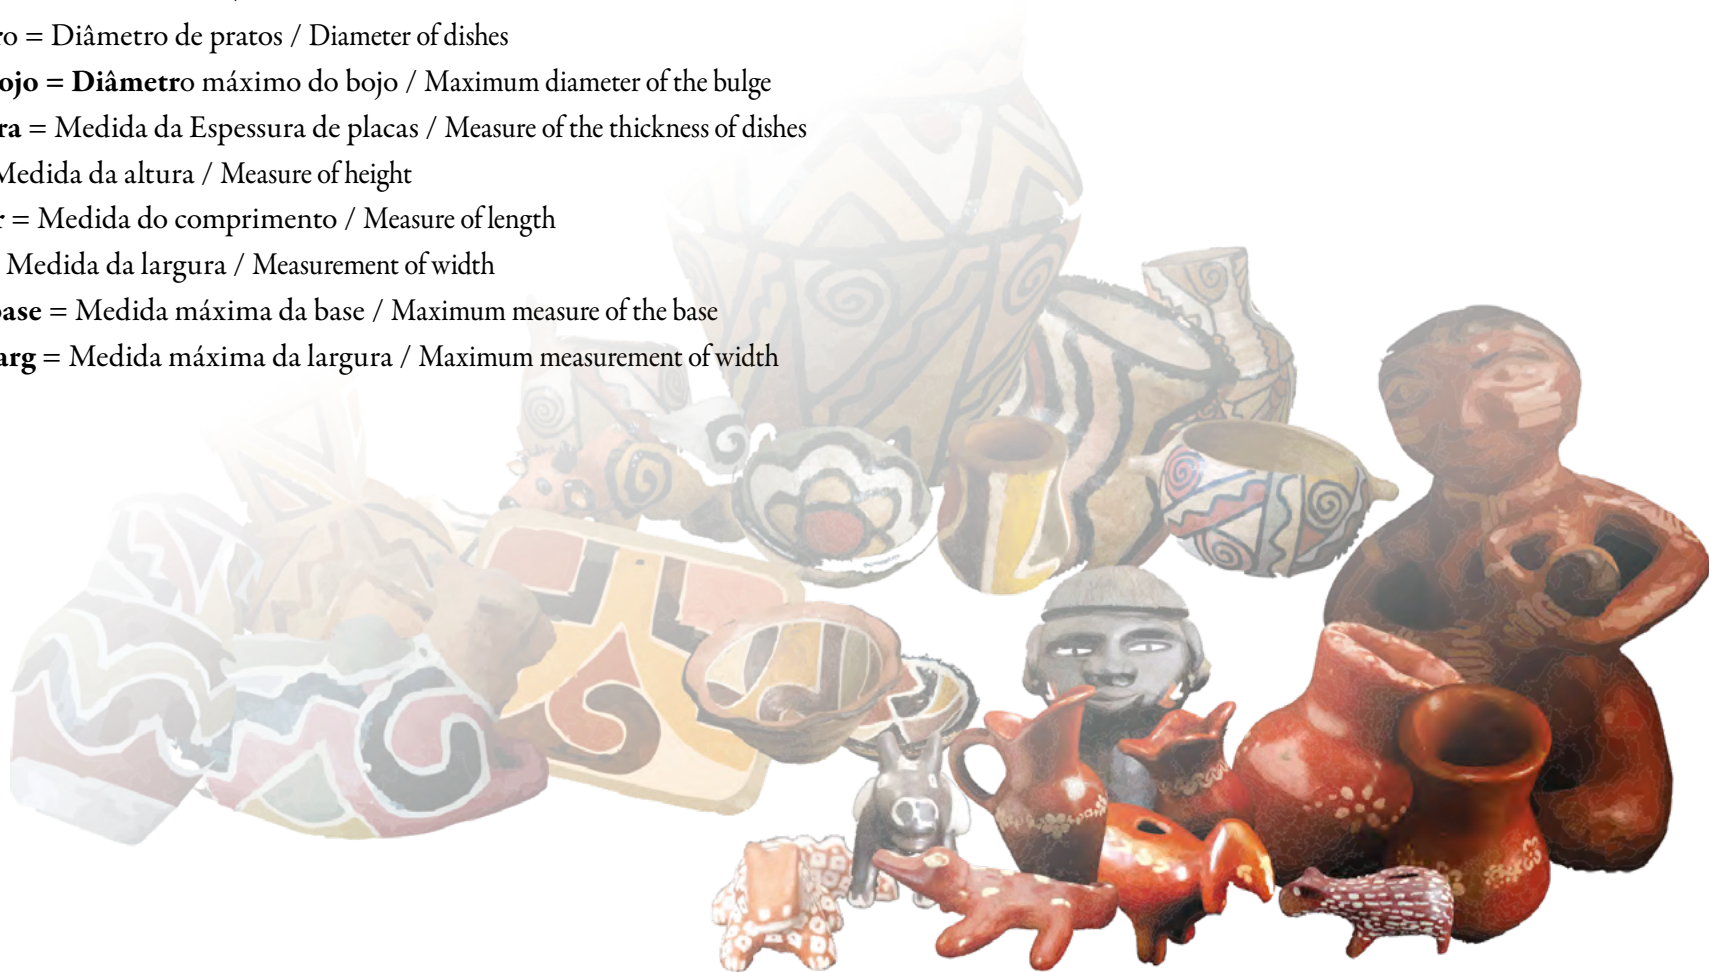 ro = Diâmetro de pratos / Diameter of dishes
ojo = Diâmetro máximo do bojo / Maximum diameter of the bulge
ra = Medida da Espessura de placas / Measure of the thickness of dishes
Medida da altura / Measure of height
r = Medida do comprimento / Measure of length
Medida da largura / Measurement of width
base = Medida máxima da base / Maximum measure of the base
arg = Medida máxima da largura / Maximum measurement of width